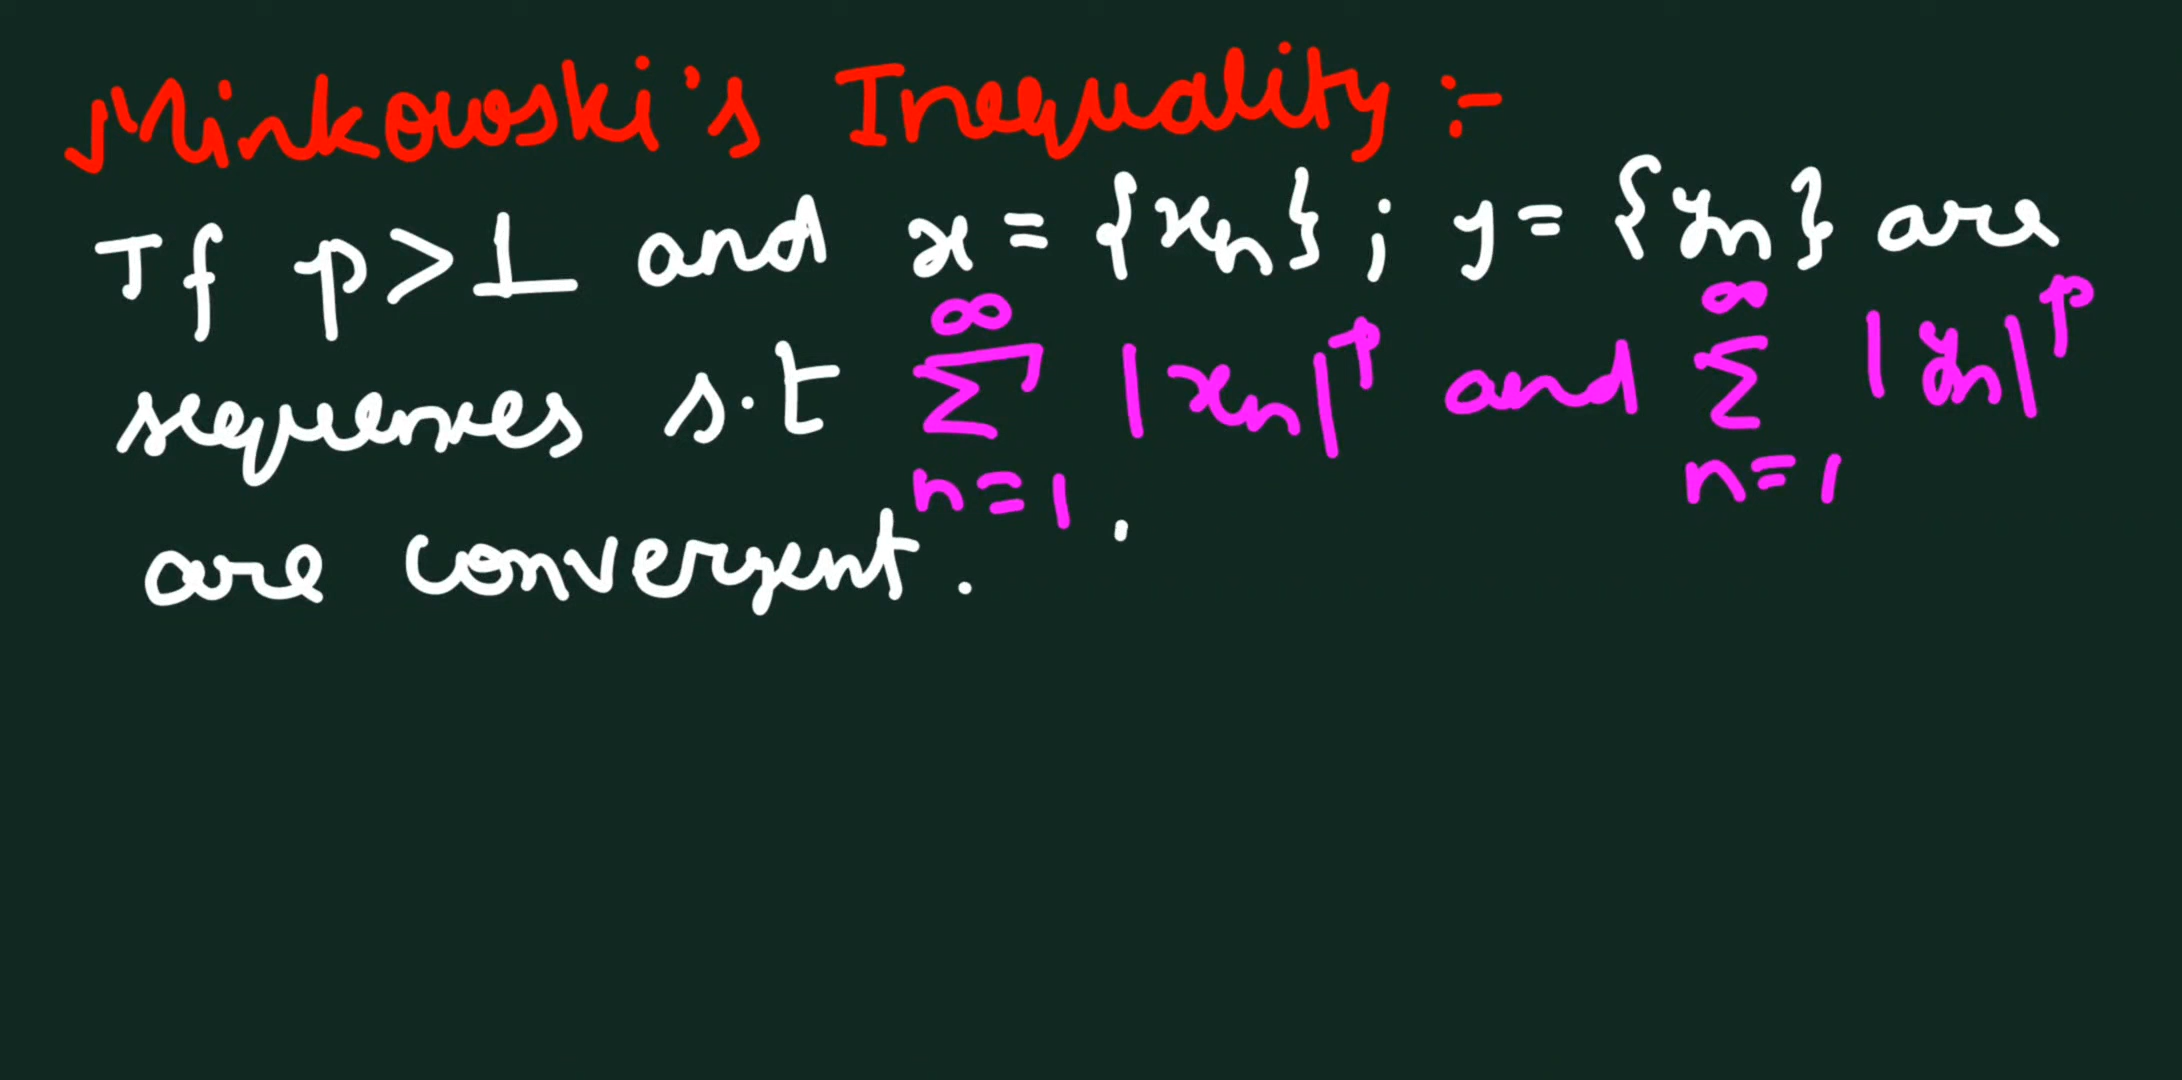 Minkowski's Inequality :-
If p > 1 and x = {xₙ} ; y = {yₙ} are
sequences s.t ∑_{n=1}^{∞} |xₙ|^p and ∑_{n=1}^{∞} |yₙ|^p
are convergent .